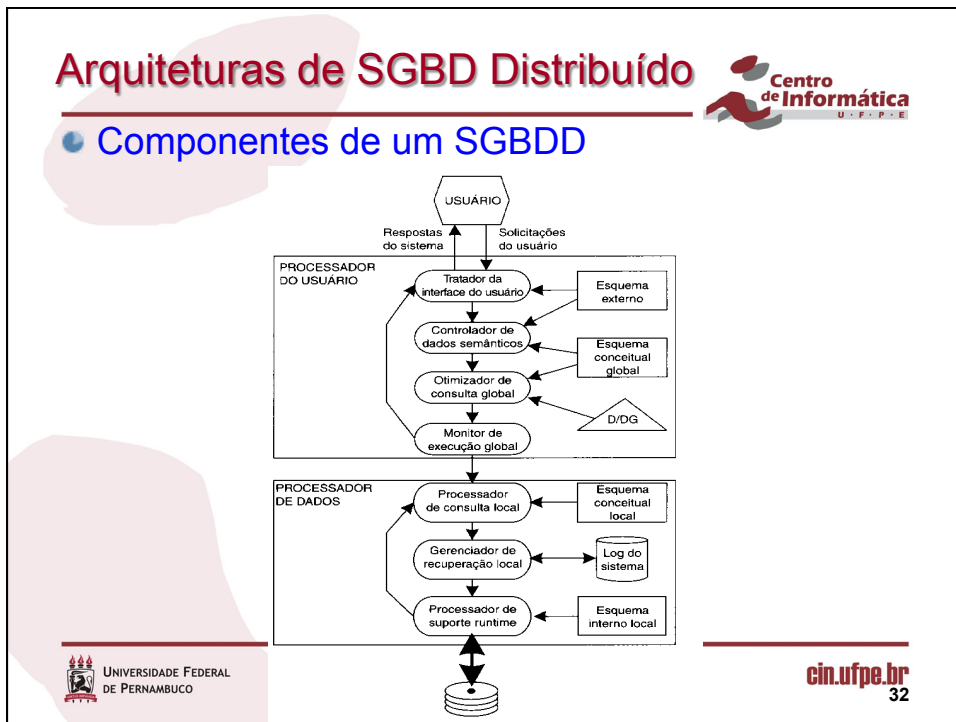 Arquiteturas de SGBD Distribuído
Centro
de Informática
U · F · P · E
Componentes de um SGBDD
USUÁRIO
Respostas
do sistema
Solicitações
do usuário
PROCESSADOR
DO USUÁRIO
Tratador da
interface do usuário
Esquema
externo
Controlador de
dados semânticos
Esquema
conceitual
global
Otimizador de
consulta global
D/DG
Monitor de
execução global
PROCESSADOR
DE DADOS
Processador
de consulta local
Esquema
conceitual
local
Gerenciador de
recuperação local
Log do
sistema
Processador de
suporte runtime
Esquema
interno local
UNIVERSIDADE FEDERAL
DE PERNAMBUCO
cin.ufpe.br
32